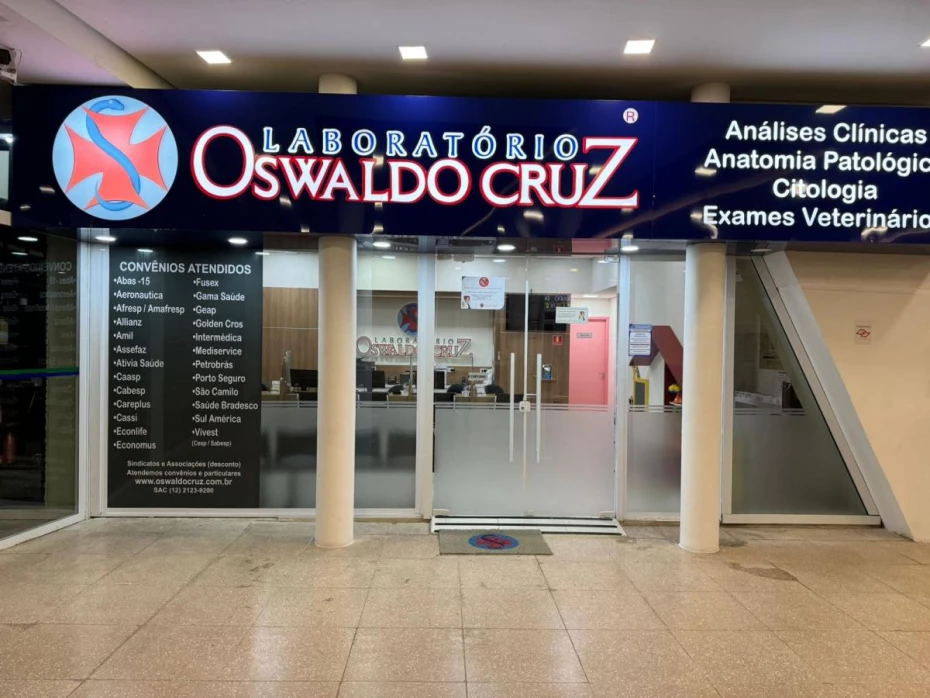 LABORATÓRIO
OSWALDO CRUZ
®
Análises Clínicas
Anatomia Patológic
Citologia
Exames Veterinário
CONVÊNIOS ATENDIDOS
•Abas -15
•Aeronautica
•Afresp / Amafresp
•Allianz
•Amil
•Assefaz
•Ativia Saúde
•Caasp
•Cabesp
•Careplus
•Cassi
•Econlife
•Economus
•Fusex
•Gama Saúde
•Geap
•Golden Cros
•Intermédica
•Mediservice
•Petrobrás
•Porto Seguro
•São Camilo
•Saúde Bradesco
•Sul América
•Vivest
(Cesp / Sabesp)
Sindicatos e Associações (desconto)
Atendemos convênios e particulares
www.oswaldocruz.com.br
SAC (12) 2123-9280
LABORATÓRIO
OSWALDO CRUZ